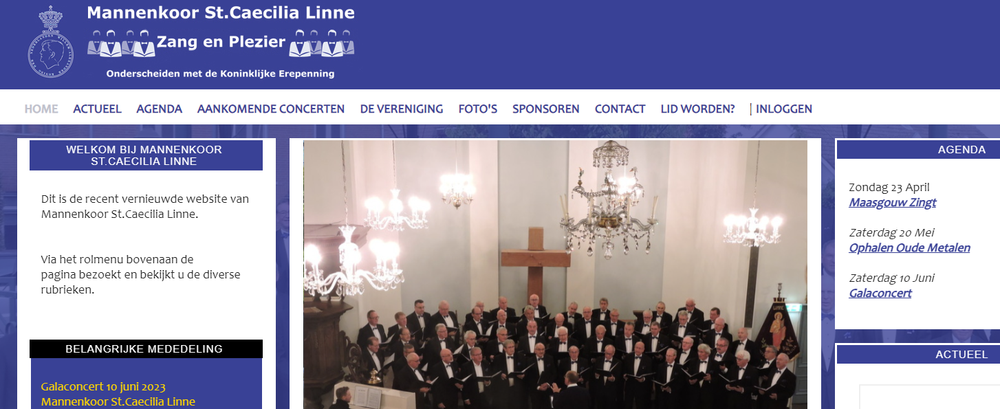 Mannenkoor St.Caecilia Linne
Zang en Plezier
Onderscheiden met de Koninklijke Erepenning
HOME ACTUEEL AGENDA AANKOMENDE CONCERTEN DE VERENIGING FOTO'S SPONSOREN CONTACT LID WORDEN? | INLOGGEN
WELKOM BIJ MANNENKOOR
ST.CAECILIA LINNE
Dit is de recent vernieuwde website van
Mannenkoor St.Caecilia Linne.
Via het rolmenu bovenaan de
pagina bezoekt en bekijkt u de diverse
rubrieken.
BELANGRIJKE MEDEDELING
Galaconcert 10 juni 2023
Mannenkoor St.Caecilia Linne
AGENDA
Zondag 23 April
Maasgouw Zingt
Zaterdag 20 Mei
Ophalen Oude Metalen
Zaterdag 10 Juni
Galaconcert
ACTUEEL